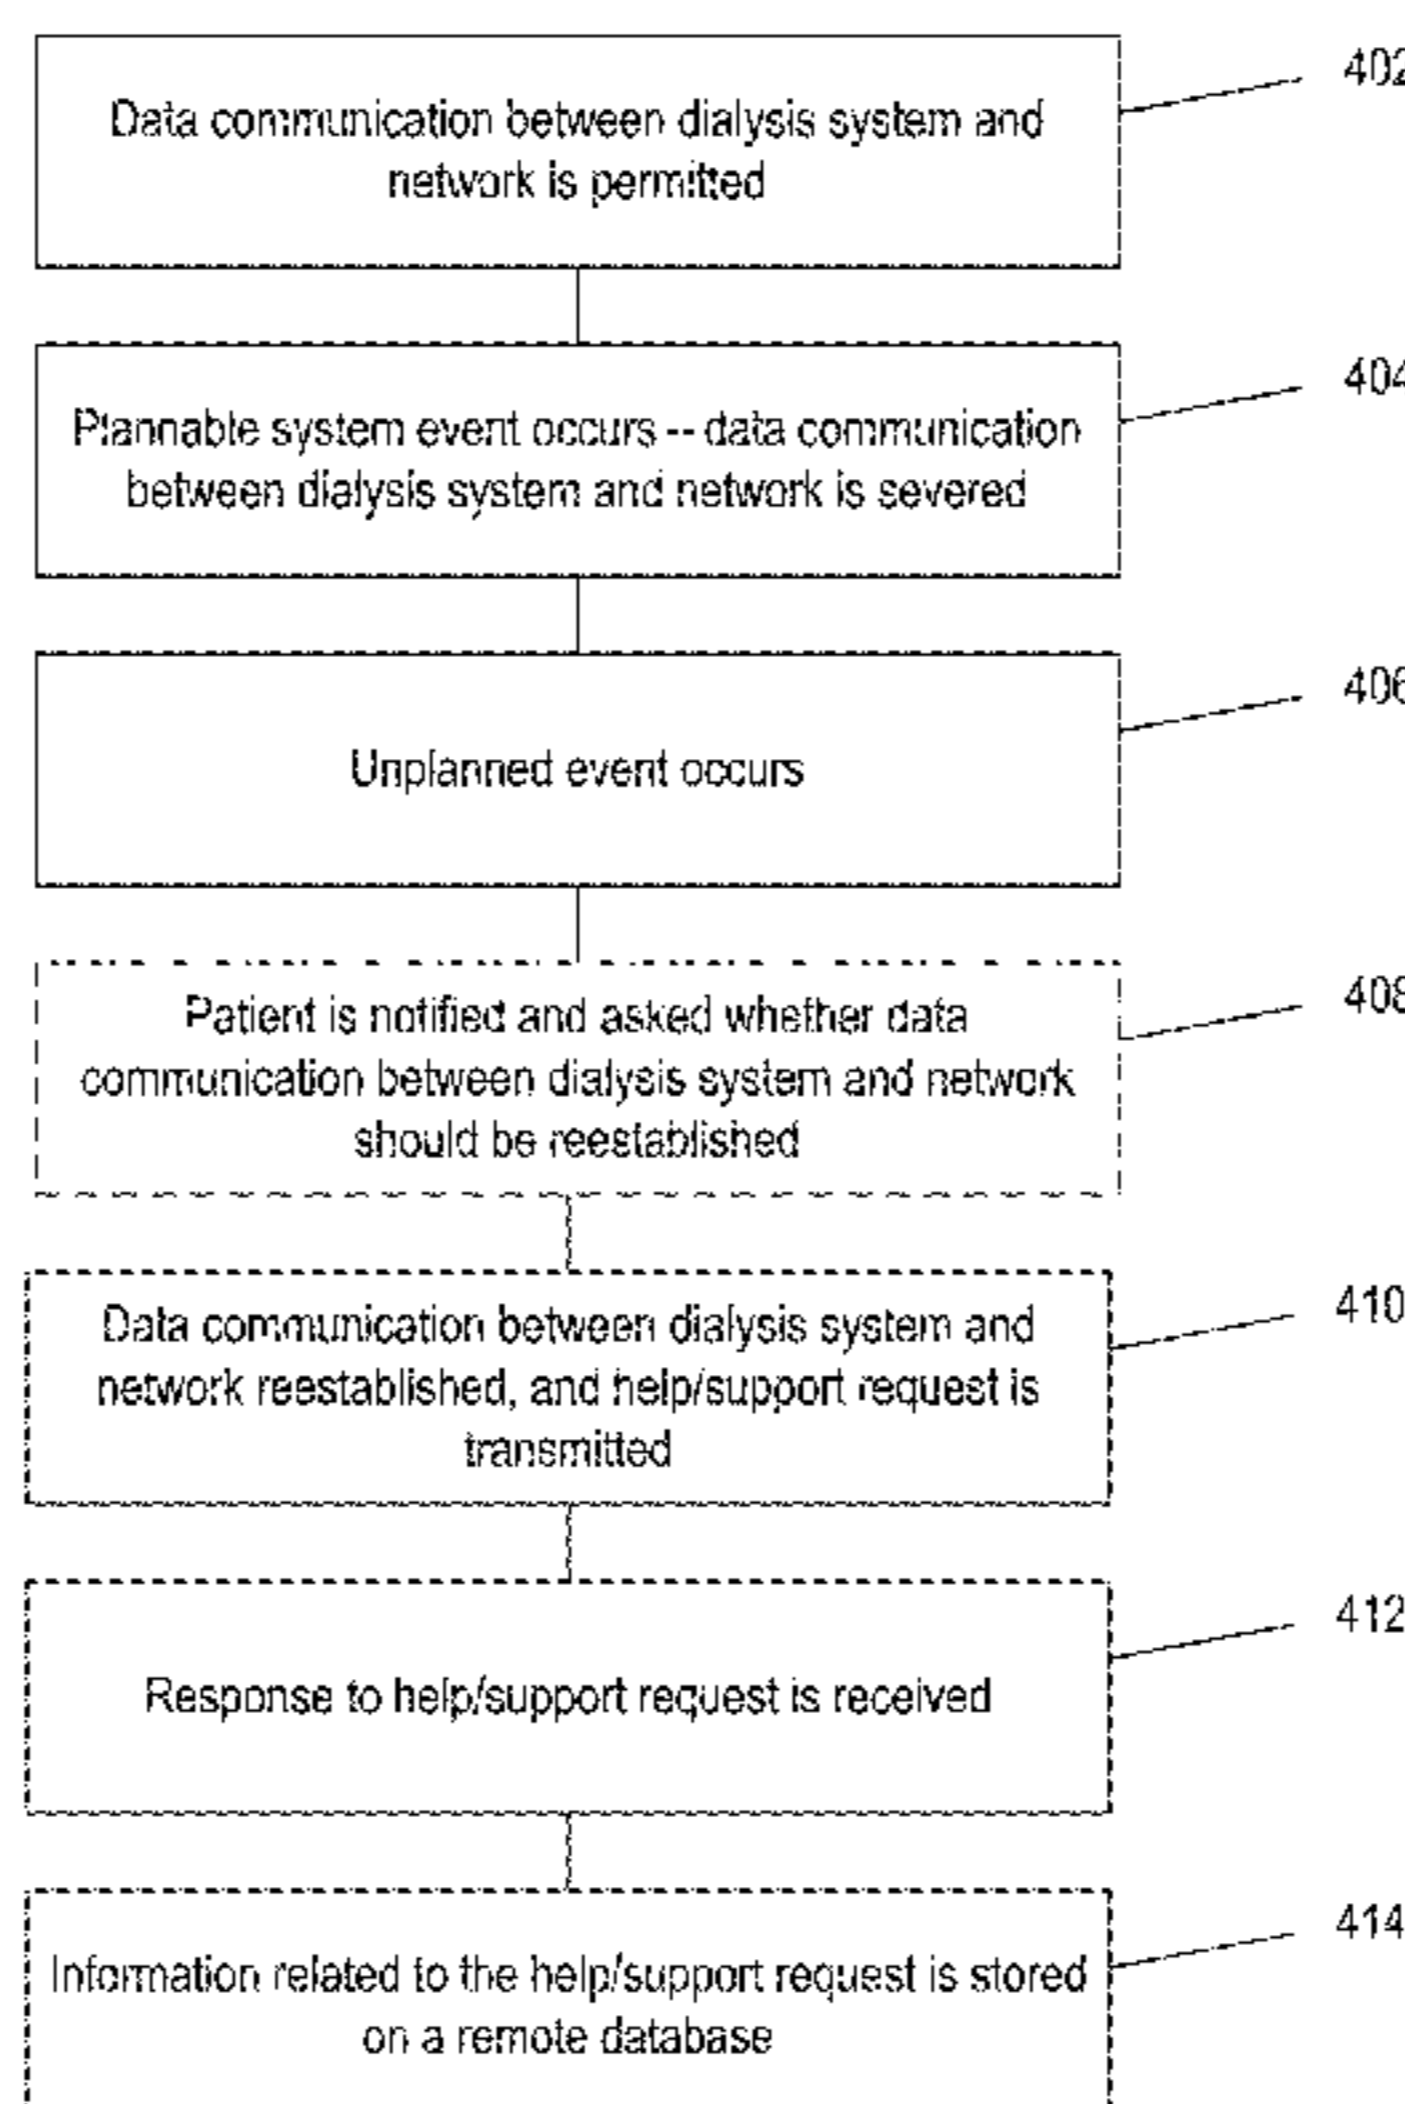 402
Data communication between dialysis system and
network is permitted
404
Plannable system event occurs -- data communication
between dialysis system and network is severed
406
Unplanned event occurs
408
Patient is notified and asked whether data
communication between dialysis system and network
should be reestablished
410
Data communication between dialysis system and
network reestablished, and help/support request is
transmitted
412
Response to help/support request is received
414
Information related to the help/support request is stored
on a remote database